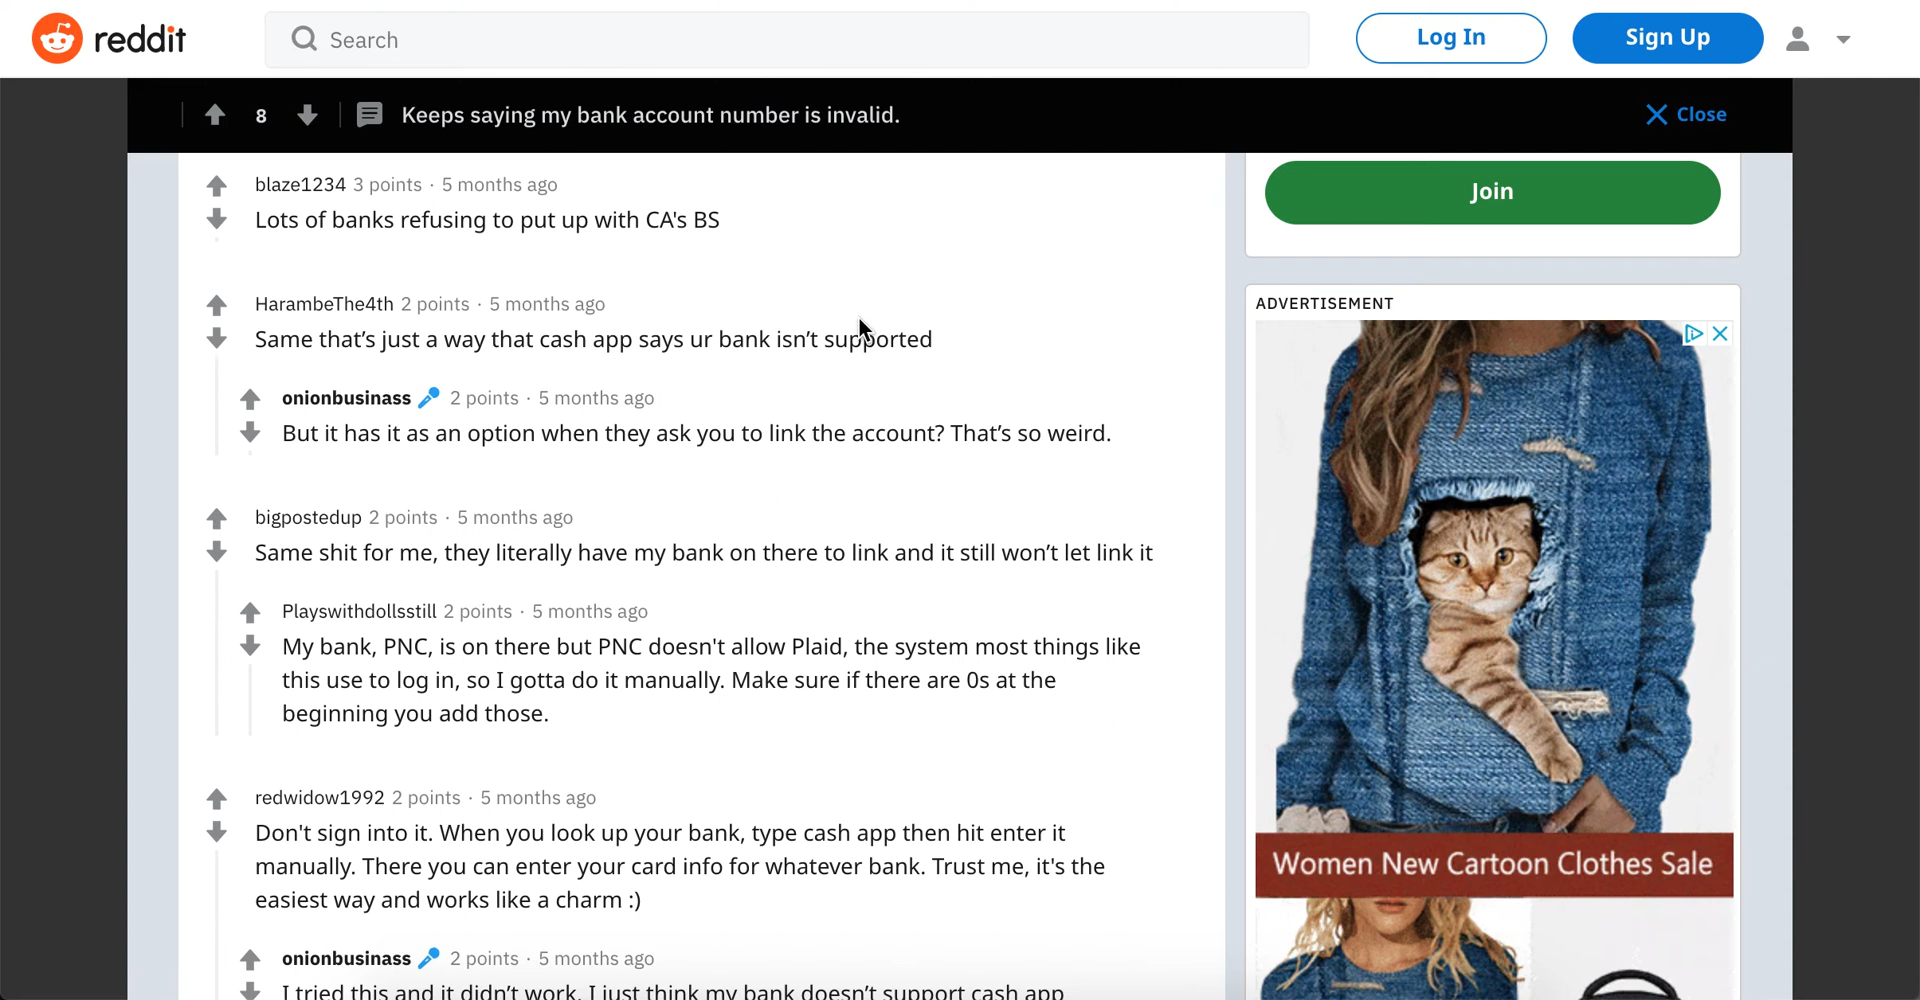 reddit
Search
Log In
Sign Up
8
Keeps saying my bank account number is invalid.
Close
blaze1234 3 points · 5 months ago
Lots of banks refusing to put up with CA's BS
HarambeThe4th 2 points · 5 months ago
Same that’s just a way that cash app says ur bank isn’t supported
onionbusinass 2 points · 5 months ago
But it has it as an option when they ask you to link the account? That’s so weird.
bigpostedup 2 points · 5 months ago
Same shit for me, they literally have my bank on there to link and it still won’t let link it
Playswithdollsstill 2 points · 5 months ago
My bank, PNC, is on there but PNC doesn't allow Plaid, the system most things like
this use to log in, so I gotta do it manually. Make sure if there are 0s at the
beginning you add those.
redwidow1992 2 points · 5 months ago
Don't sign into it. When you look up your bank, type cash app then hit enter it
manually. There you can enter your card info for whatever bank. Trust me, it's the
easiest way and works like a charm :)
onionbusinass 2 points · 5 months ago
I tried this and it didn’t work. I just think my bank doesn’t support cash app
Join
ADVERTISEMENT
Women New Cartoon Clothes Sale